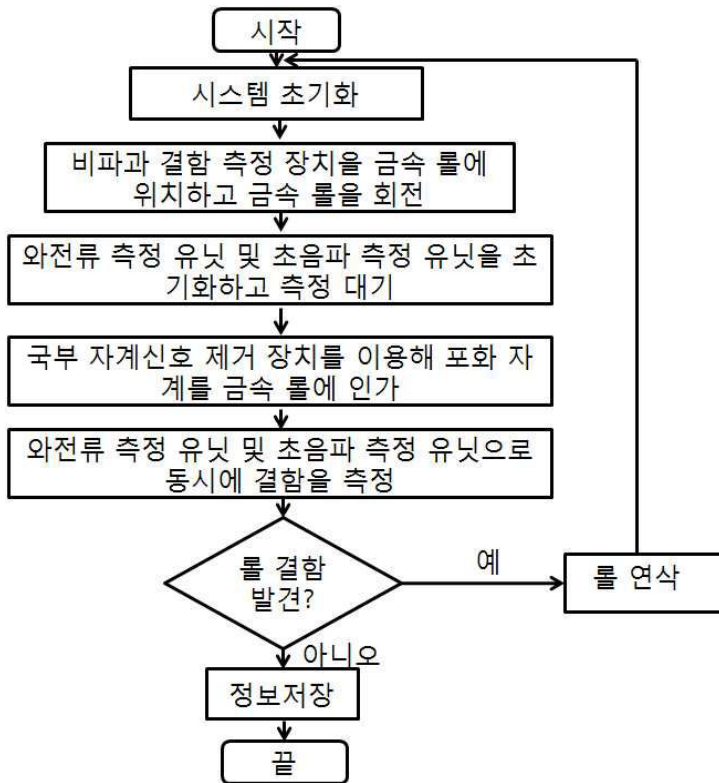 시작
시스템 초기화
비파과 결함 측정 장치을 금속 롤에
위치하고 금속 롤을 회전
와전류 측정 유닛 및 초음파 측정 유닛을 초
기화하고 측정 대기
국부 자계신호 제거 장치를 이용해 포화 자
계를 금속 롤에 인가
와전류 측정 유닛 및 초음파 측정 유닛으로
동시에 결함을 측정
롤 결함
발견?
예
롤 연삭
아니오
정보저장
끝